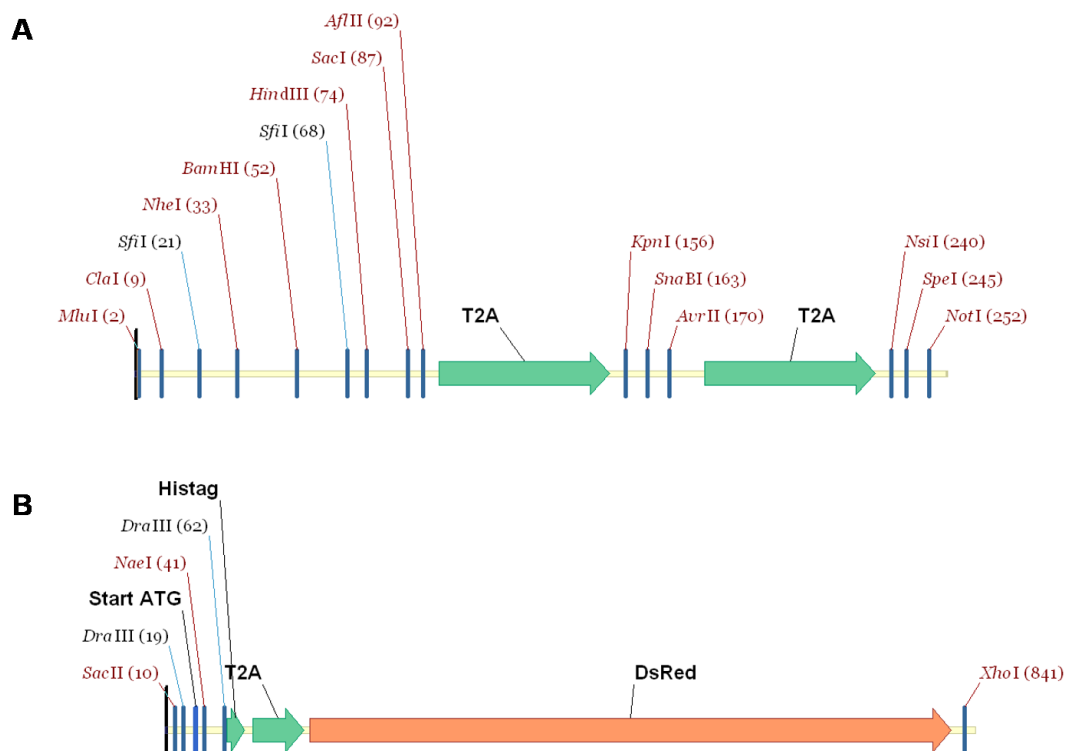 A
AflII (92)
SacI (87)
HindIII (74)
SfiI (68)
BamHI (52)
NheI (33)
SfiI (21)
KpnI (156)
NsiI (240)
ClaI (9)
SnaBI (163)
SpeI (245)
MluI (2)
T2A
AvrII (170)
T2A
NotI (252)
B
Histag
DraIII (62)
NaeI (41)
Start ATG
DraIII (19)
SacII (10)
T2A
DsRed
XhoI (841)